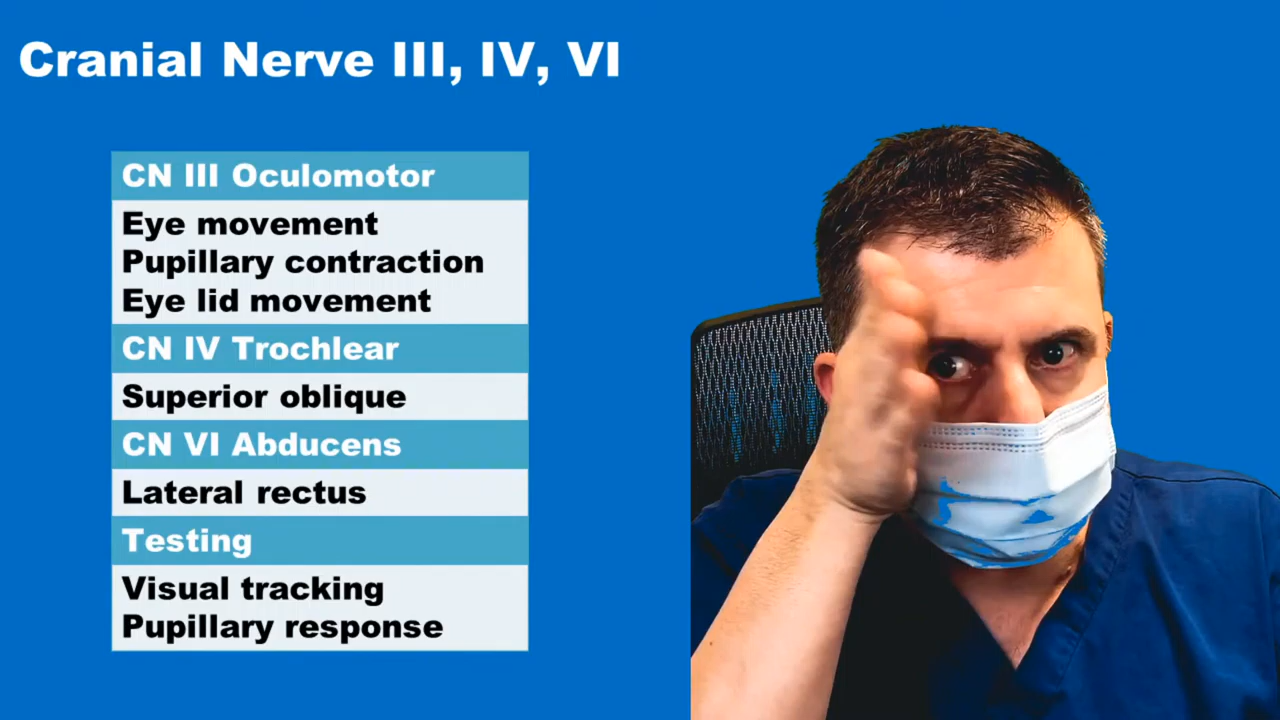 Cranial Nerve III, IV, VI
CN III Oculomotor
Eye movement
Pupillary contraction
Eye lid movement
CN IV Trochlear
Superior oblique
CN VI Abducens
Lateral rectus
Testing
Visual tracking
Pupillary response